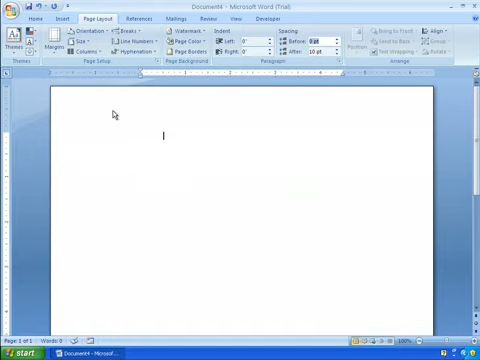 Document4 - Microsoft Word (Trial)
Home Insert Page Layout References Mailings Review View Developer
Themes
Margins
Orientation
Size
Columns
Breaks
Line Numbers
Hyphenation
Watermark
Page Color
Page Borders
Indent
Left: 0"
Right: 0"
Spacing:
Before: 0 pt
After: 10 pt
Position
Bring to Front
Send to Back
Text Wrapping
Align
Group
Rotate
Themes Page Setup Page Background Paragraph Arrange
Page: 1 of 1 Words: 0 100%
start Document4 - Microsof...